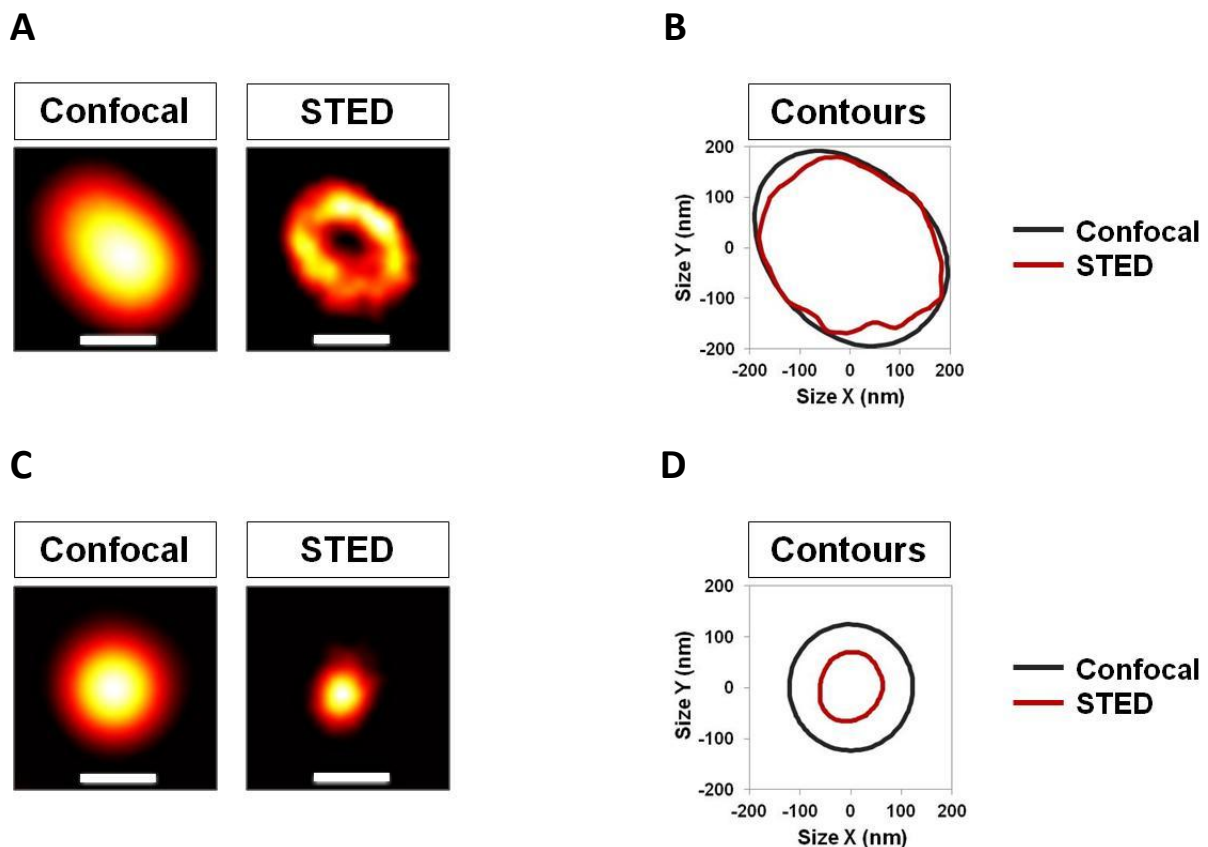 A
B
Confocal
STED
Contours
200
100
0
-100
-200
Size Y (nm)
-200 -100 0 100 200
Size X (nm)
Confocal
STED
C
D
Confocal
STED
Contours
200
100
0
-100
-200
Size Y (nm)
-200 -100 0 100 200
Size X (nm)
Confocal
STED